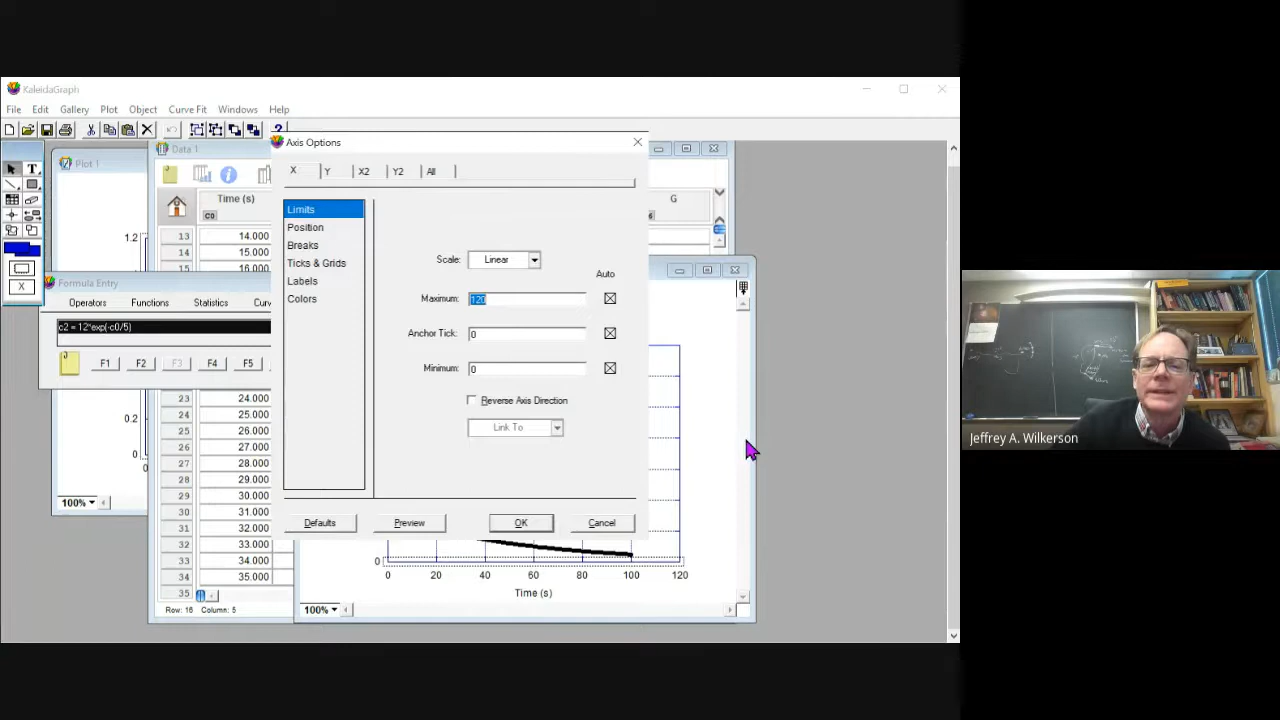 KaleidaGraph
File Edit Gallery Plot Object Curve Fit Windows Help
Plot 1
Data 1
Axis Options
X Y X2 Y2 All
Time (s)
C0
G
13 14.000
14 15.000
15 16.000
1.2
Formula Entry
Operators Functions Statistics
c2 = 12*exp(-c0/5)
F1 F2 F3 F4 F5
Limits
Position
Breaks
Ticks & Grids
Labels
Colors
Scale: Linear
Auto
Maximum: 120
Anchor Tick: 0
Minimum: 0
Reverse Axis Direction
Link To
Defaults Preview OK Cancel
23 24.000
24 25.000
25 26.000
26 27.000
27 28.000
28 29.000
29 30.000
30 31.000
31 32.000
32 33.000
33 34.000
34 35.000
35
0.2
0
0
100%
Row: 16 Column: 5
0
0 20 40 60 80 100 120
Time (s)
100%
X
T
Jeffrey A. Wilkerson